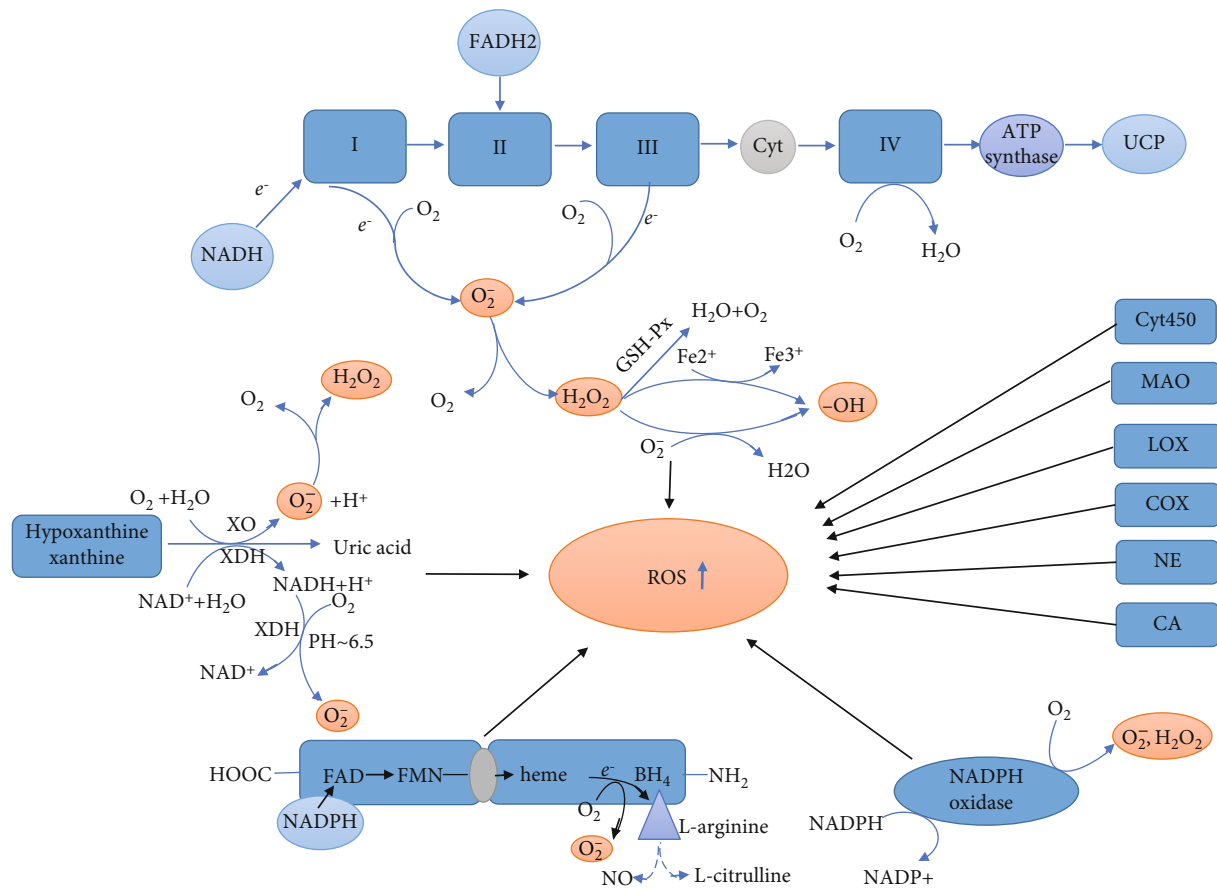 FADH2
I
II
III
Cyt
IV
ATP
synthase
UCP
e⁻
NADH
e⁻
O₂
O₂
e⁻
O₂
H₂O
O₂⁻
O₂
GSH-Px
H₂O+O₂
Fe2⁺
Fe3⁺
H₂O₂
–OH
O₂⁻
H2O
Cyt450
MAO
LOX
COX
NE
CA
H₂O₂
O₂
O₂⁻ +H⁺
O₂ +H₂O
XO
Hypoxanthine
xanthine
Uric acid
XDH
NAD⁺+H₂O
NADH+H⁺
O₂
XDH
PH~6.5
NAD⁺
O₂⁻
ROS
HOOC
FAD
FMN
heme
e⁻
BH₄
NH₂
NADPH
O₂
O₂⁻
L-arginine
NO
L-citrulline
O₂
O₂⁻, H₂O₂
NADPH
oxidase
NADPH
NADP+